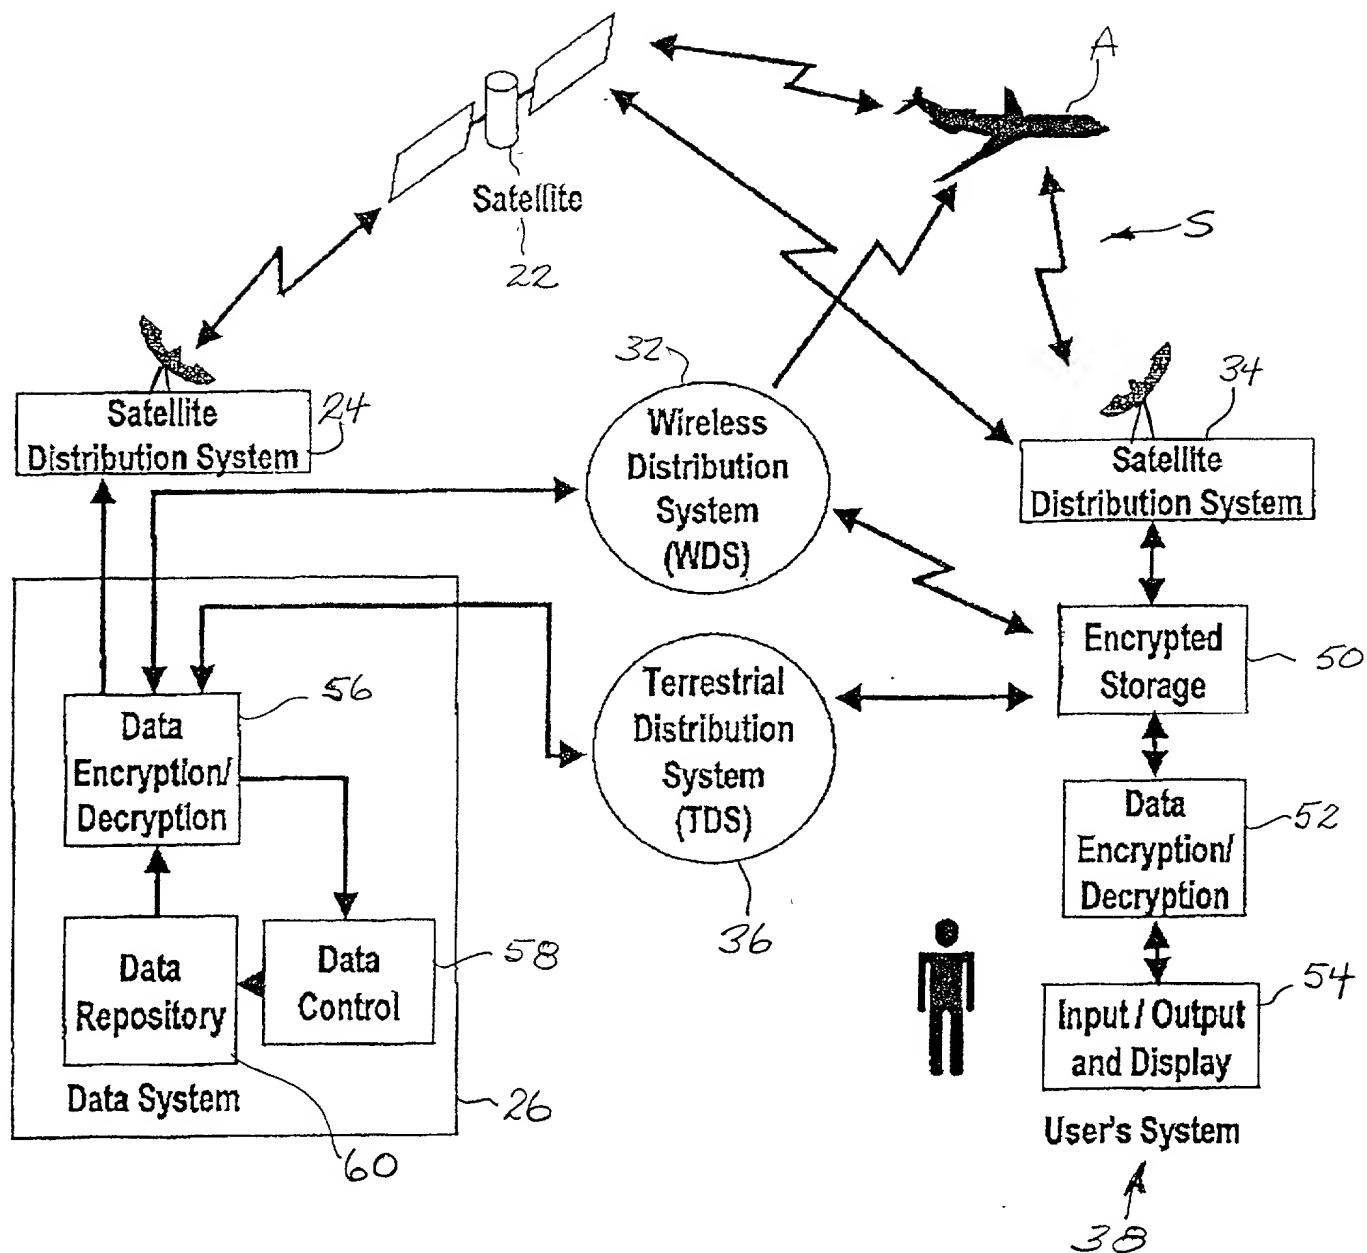 A
Satellite
22
S
32
34
Satellite
Distribution System
24
Wireless
Distribution
System
(WDS)
Satellite
Distribution System
56
Data
Encryption/
Decryption
Terrestrial
Distribution
System
(TDS)
36
Encrypted
Storage
50
Data
Encryption/
Decryption
52
Data
Repository
Data
Control
58
Input / Output
and Display
54
Data System
26
60
User's System
38